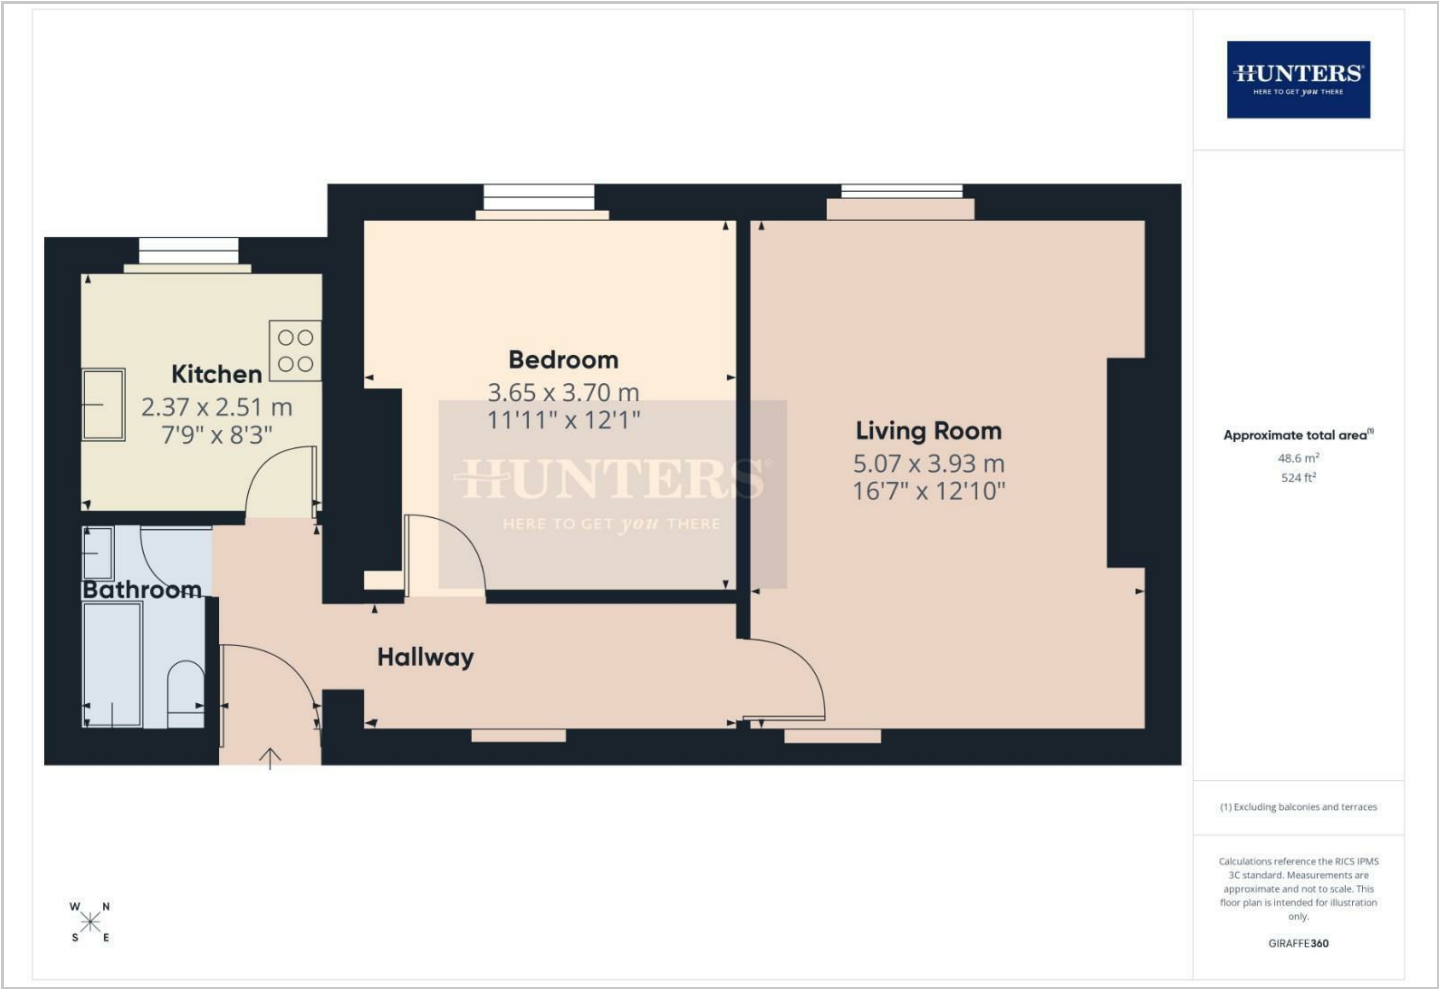 HUNTERS®
HERE TO GET you THERE
Kitchen
2.37 x 2.51 m
7'9" x 8'3"
Bedroom
3.65 x 3.70 m
11'11" x 12'1"
Living Room
5.07 x 3.93 m
16'7" x 12'10"
HUNTERS®
HERE TO GET you THERE
Bathroom
Hallway
Approximate total area(1)
48.6 m²
524 ft²
(1) Excluding balconies and terraces
Calculations reference the RICS IPMS
3C standard. Measurements are
approximate and not to scale. This
floor plan is intended for illustration
only.
GIRAFFE360
W N
S E